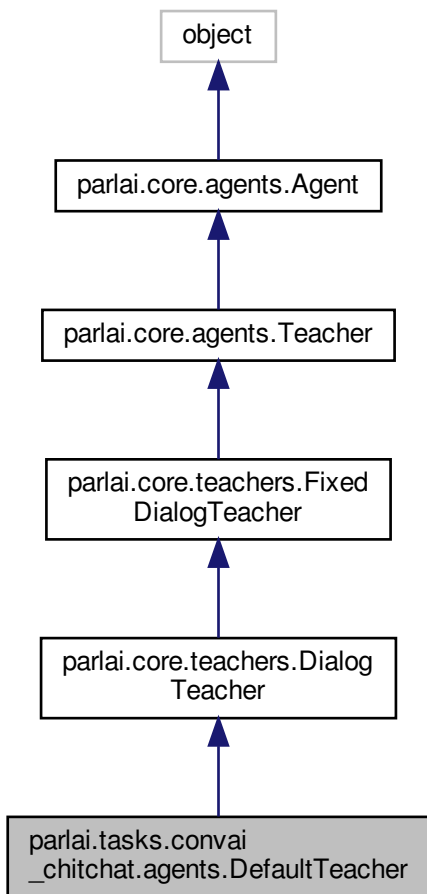 object
parlai.core.agents.Agent
parlai.core.agents.Teacher
parlai.core.teachers.Fixed
DialogTeacher
parlai.core.teachers.Dialog
Teacher
parlai.tasks.convai
_chitchat.agents.DefaultTeacher